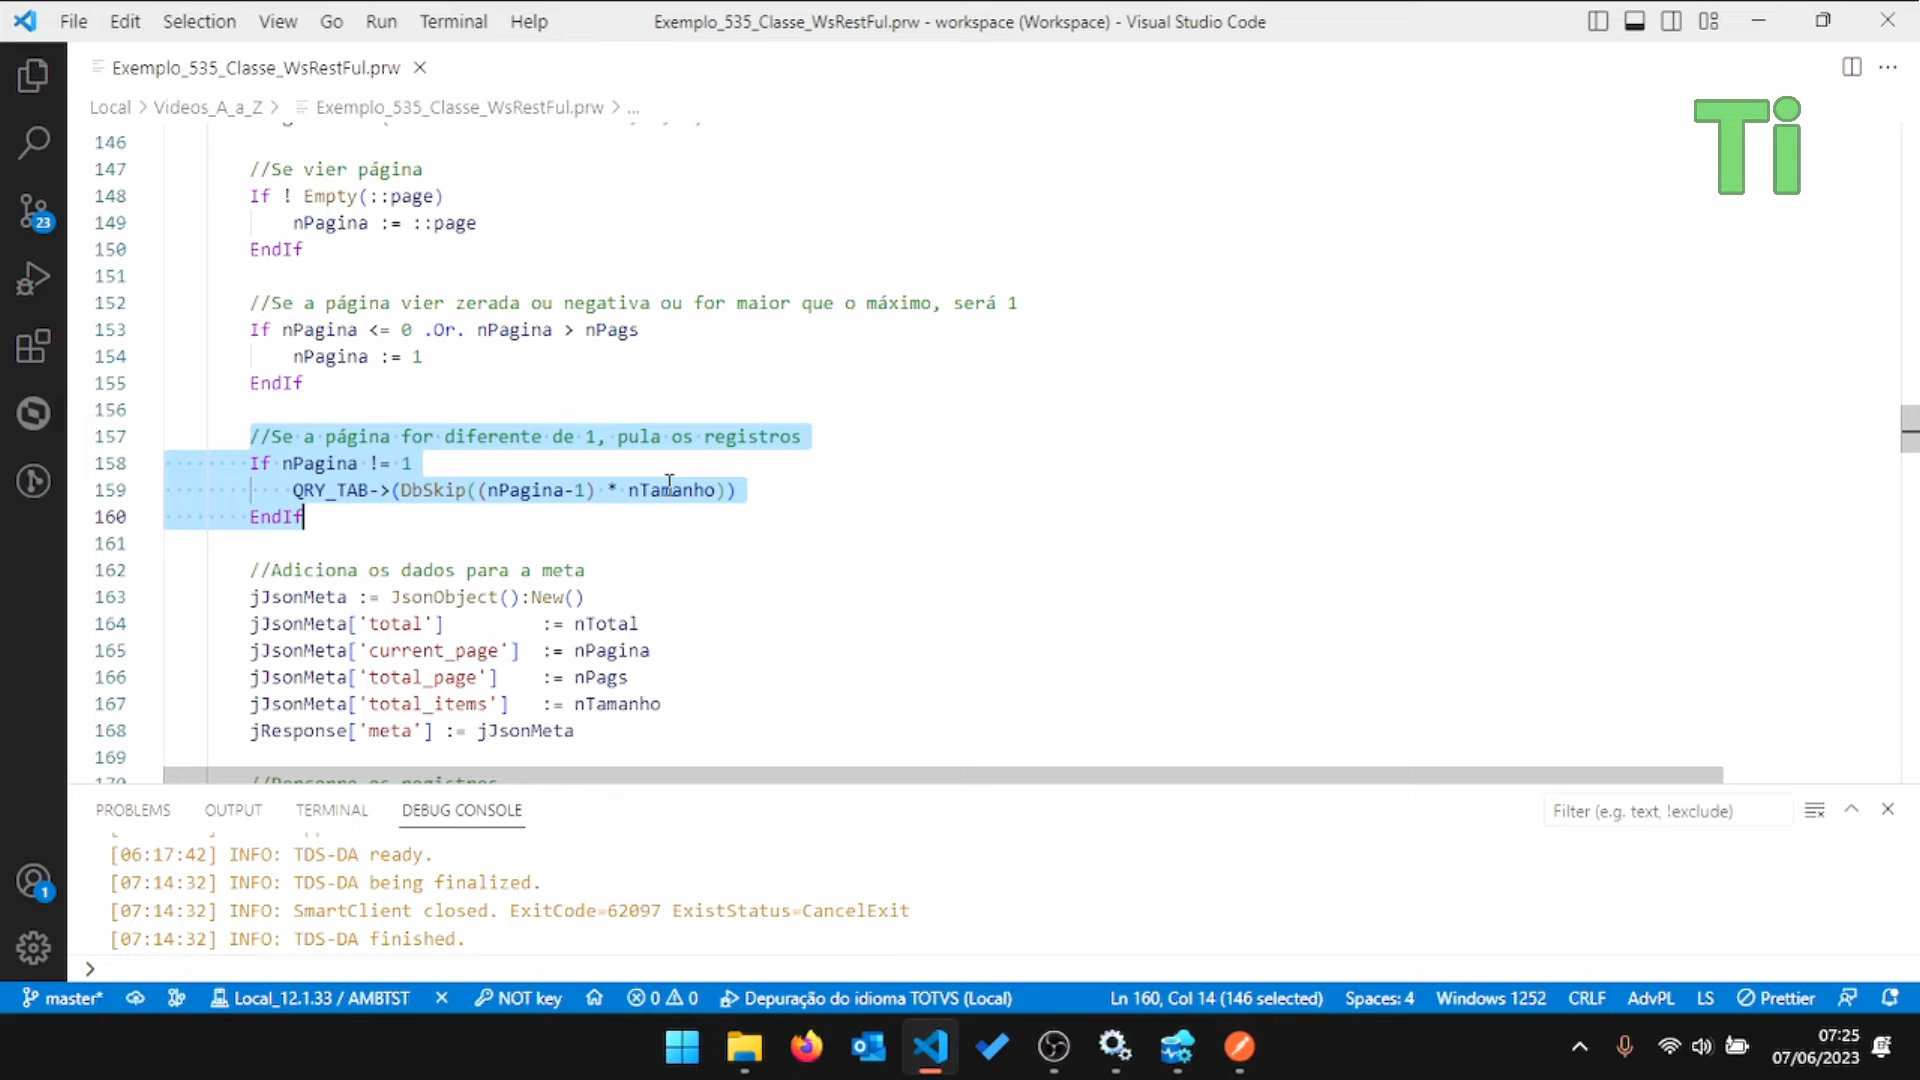 File Edit Selection View Go Run Terminal Help Exemplo_535_Classe_WsRestFul.prw - workspace (Workspace) - Visual Studio Code
Exemplo_535_Classe_WsRestFul.prw
Local > Videos_A_a_Z > Exemplo_535_Classe_WsRestFul.prw > ...
Ti
146
147 //Se vier página
148 If ! Empty(::page)
149 nPagina := ::page
150 EndIf
151
152 //Se a página vier zerada ou negativa ou for maior que o máximo, será 1
153 If nPagina <= 0 .Or. nPagina > nPags
154 nPagina := 1
155 EndIf
156
157 //Se a página for diferente de 1, pula os registros
158 If nPagina != 1
159 QRY_TAB->(DbSkip((nPagina-1) * nTamanho))
160 EndIf
161
162 //Adiciona os dados para a meta
163 jJsonMeta := JsonObject():New()
164 jJsonMeta['total'] := nTotal
165 jJsonMeta['current_page'] := nPagina
166 jJsonMeta['total_page'] := nPags
167 jJsonMeta['total_items'] := nTamanho
168 jResponse['meta'] := jJsonMeta
169
170 //Percorre os registros
23
PROBLEMS OUTPUT TERMINAL DEBUG CONSOLE Filter (e.g. text, !exclude)
[06:17:42] INFO: TDS-DA ready.
[07:14:32] INFO: TDS-DA being finalized.
[07:14:32] INFO: SmartClient closed. ExitCode=62097 ExistStatus=CancelExit
[07:14:32] INFO: TDS-DA finished.
1
>
master* Local_12.1.33 / AMBTST NOT key 0 0 Depuração do idioma TOTVS (Local) Ln 160, Col 14 (146 selected) Spaces: 4 Windows 1252 CRLF AdvPL LS Prettier
07:25
07/06/2023